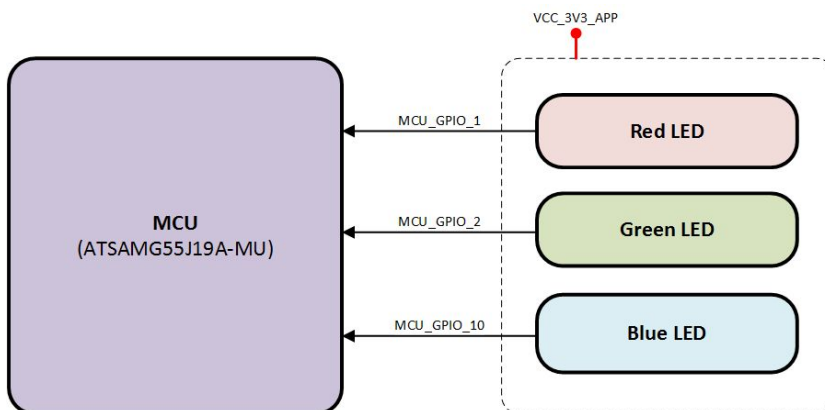 VCC_3V3_APP
MCU_GPIO_1
Red LED
MCU
(ATSAMG55J19A-MU)
MCU_GPIO_2
Green LED
MCU_GPIO_10
Blue LED